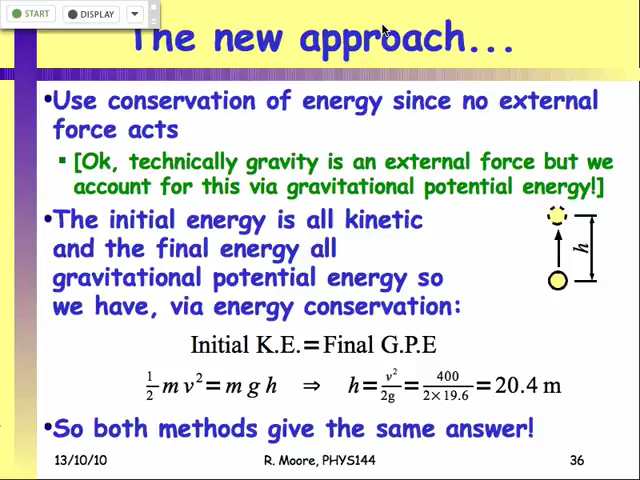 START DISPLAY
The new approach...
•Use conservation of energy since no external
force acts
▪ [Ok, technically gravity is an external force but we
account for this via gravitational potential energy!]
•The initial energy is all kinetic
and the final energy all
gravitational potential energy so
we have, via energy conservation:
h
Initial K.E.=Final G.P.E
1/2 m v²= m g h ⇒ h= v²/2g = 400/2×19.6 = 20.4 m
•So both methods give the same answer!
13/10/10 R. Moore, PHYS144 36